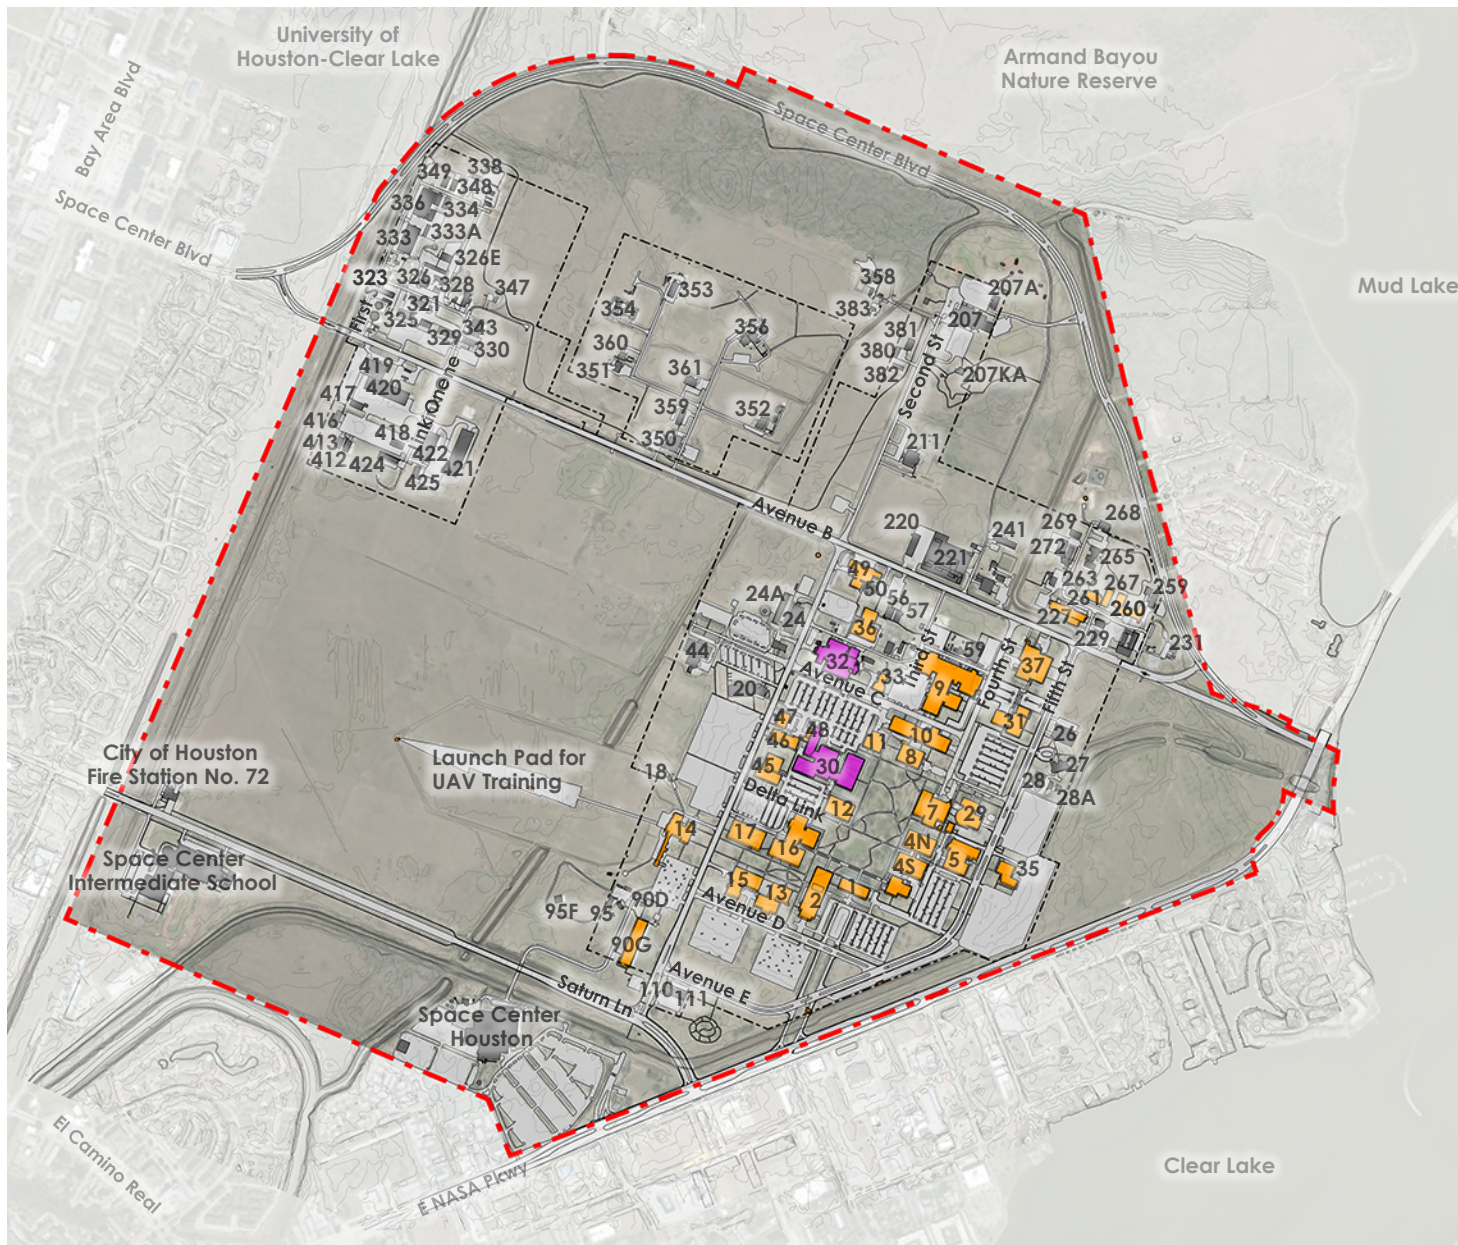 University of
Houston-Clear Lake
Armand Bayou
Nature Reserve
Bay Area Blvd
Space Center Blvd
Space Center Blvd
Mud Lake
338
349
348
336
334
333A
333
326E
323
326
328
347
321
325
343
329
330
First S
353
354
356
360
351
361
359
352
350
358
383
381
380
382
207A
207
207KA
Second St
211
419
420
417
416
418
413
412
424
422
421
425
Link One
Avenue B
220
221
241
269
268
272
265
263
267
259
261
260
227
229
231
49
50
56
57
24A
24
36
44
32
33
Third St
59
Fourth St
37
Fifth St
20
Avenue C
9
31
26
47
48
46
11
10
8
45
30
27
28
28A
18
Delta Link
12
7
29
14
17
16
4N
4S
5
35
15
13
2
Avenue D
95F
95
90D
90G
110
111
Avenue E
Saturn Ln
City of Houston
Fire Station No. 72
Launch Pad for
UAV Training
Space Center
Intermediate School
Space Center
Houston
El Camino Real
E NASA Pkwy
Clear Lake